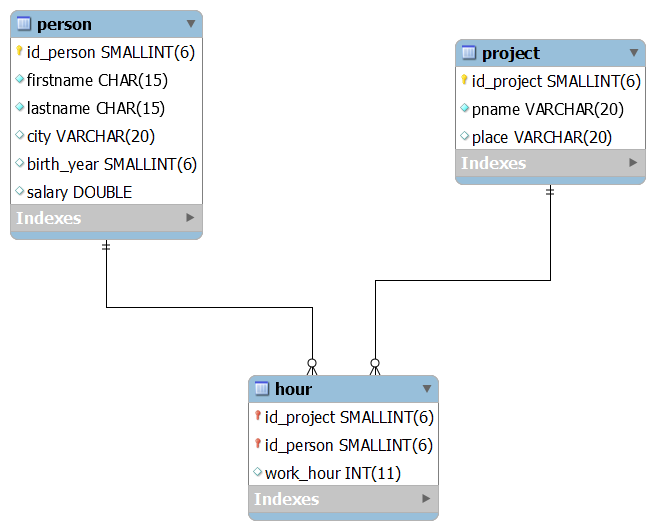 person
id_person SMALLINT(6)
firstname CHAR(15)
lastname CHAR(15)
city VARCHAR(20)
birth_year SMALLINT(6)
salary DOUBLE
Indexes
project
id_project SMALLINT(6)
pname VARCHAR(20)
place VARCHAR(20)
Indexes
hour
id_project SMALLINT(6)
id_person SMALLINT(6)
work_hour INT(11)
Indexes